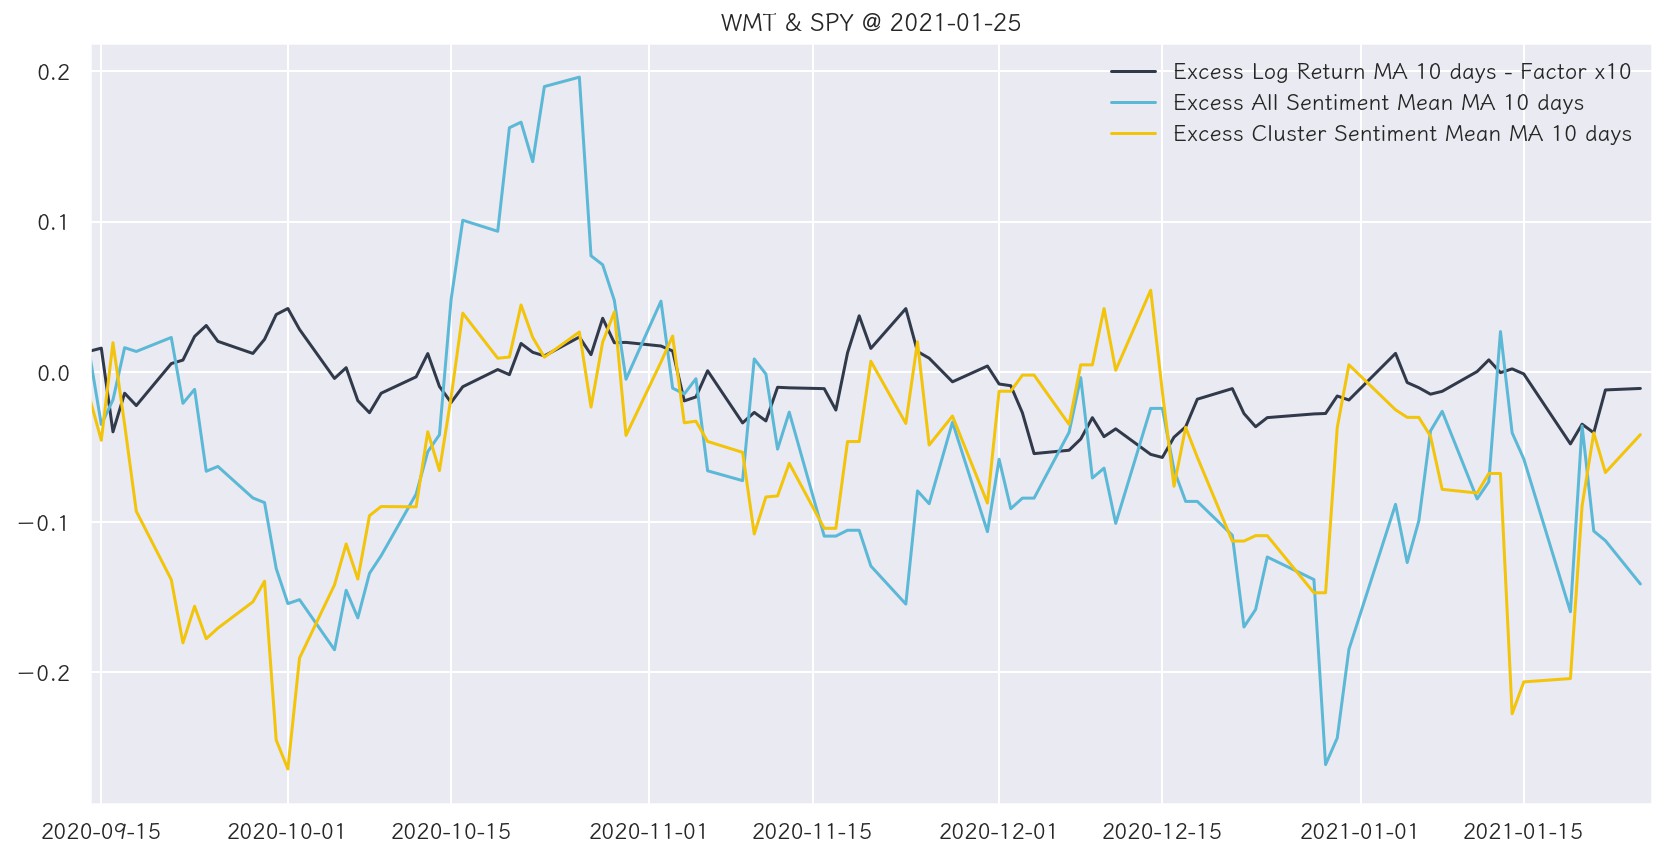 WMT & SPY @ 2021-01-25
Excess Log Return MA 10 days - Factor x10
Excess All Sentiment Mean MA 10 days
Excess Cluster Sentiment Mean MA 10 days
0.2
0.1
0.0
−0.1
−0.2
2020-09-15 2020-10-01 2020-10-15 2020-11-01 2020-11-15 2020-12-01 2020-12-15 2021-01-01 2021-01-15